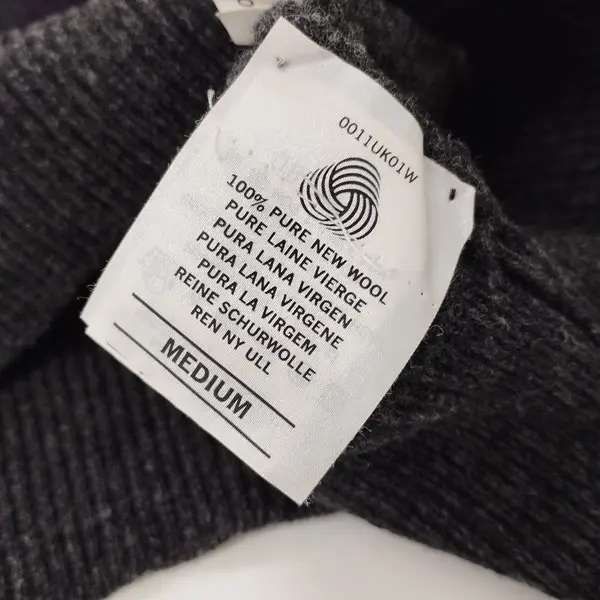 0011UK01W
100% PURE NEW WOOL
PURE LAINE VIERGE
PURA LANA VIRGEN
PURA LANA VIRGENE
PURA LA VIRGEM
REINE SCHURWOLLE
REN NY ULL
MEDIUM